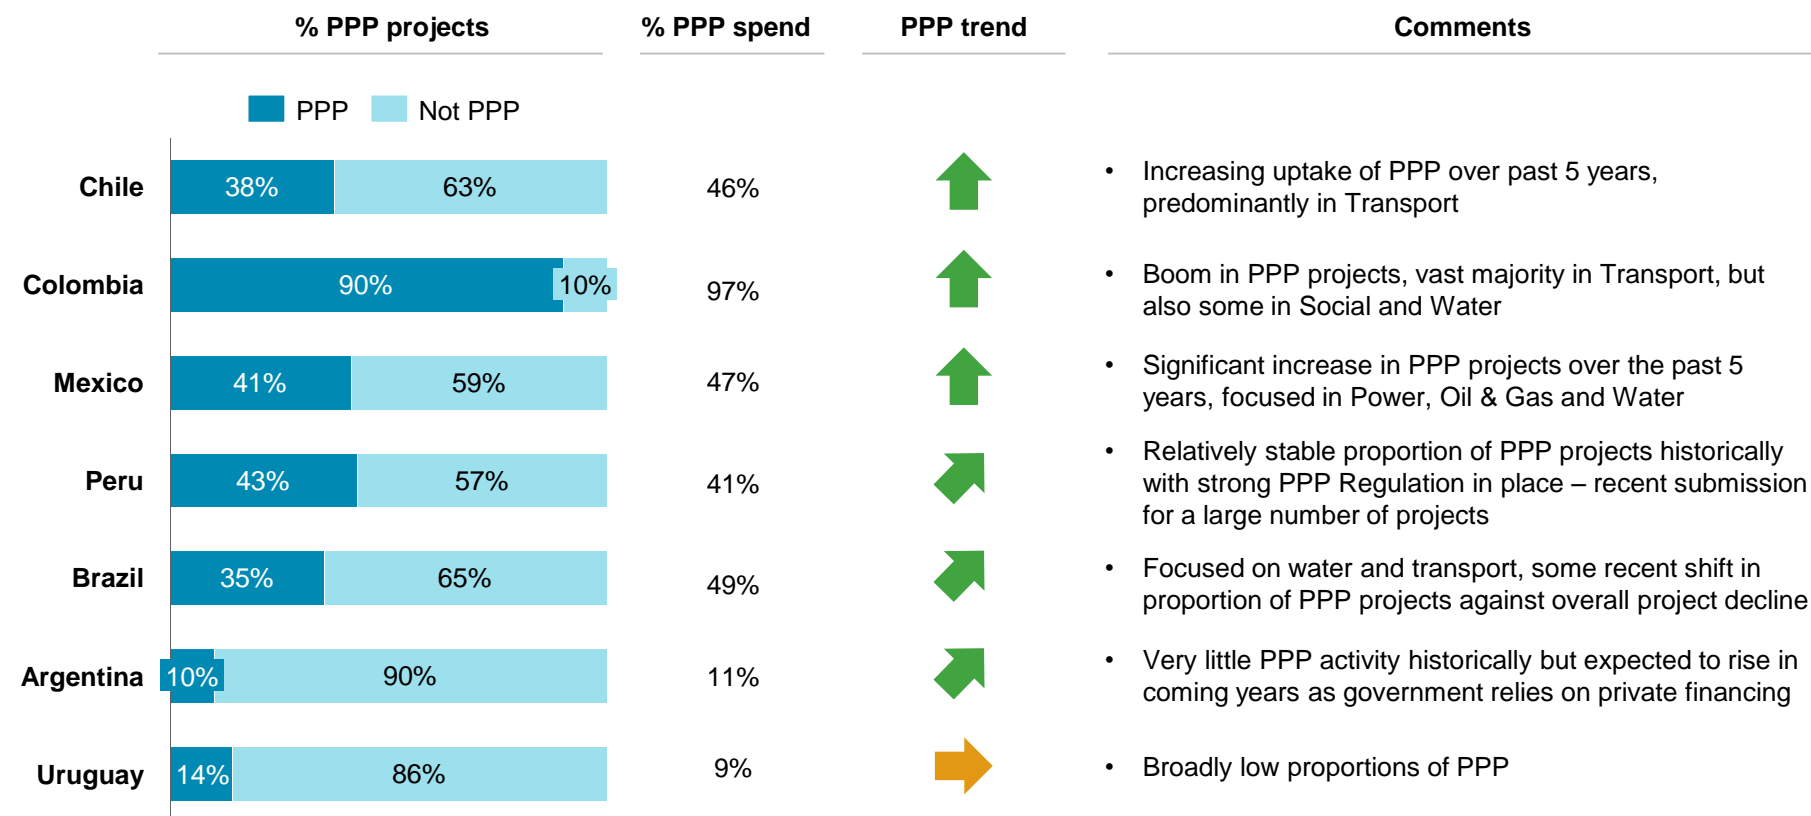 % PPP projects
% PPP spend
PPP trend
Comments
PPP
Not PPP
Chile
38%
63%
46%
• Increasing uptake of PPP over past 5 years,
predominantly in Transport
Colombia
90%
10%
97%
• Boom in PPP projects, vast majority in Transport, but
also some in Social and Water
Mexico
41%
59%
47%
• Significant increase in PPP projects over the past 5
years, focused in Power, Oil & Gas and Water
Peru
43%
57%
41%
• Relatively stable proportion of PPP projects historically
with strong PPP Regulation in place – recent submission
for a large number of projects
Brazil
35%
65%
49%
• Focused on water and transport, some recent shift in
proportion of PPP projects against overall project decline
Argentina
10%
90%
11%
• Very little PPP activity historically but expected to rise in
coming years as government relies on private financing
Uruguay
14%
86%
9%
• Broadly low proportions of PPP